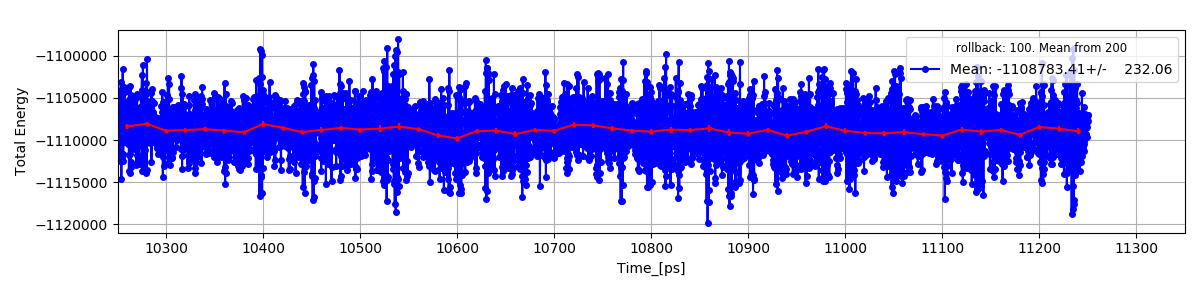 rollback: 100. Mean from 200
Mean: -1108783.41+/- 232.06
Total Energy
−1100000
−1105000
−1110000
−1115000
−1120000
10300 10400 10500 10600 10700 10800 10900 11000 11100 11200 11300
Time_[ps]